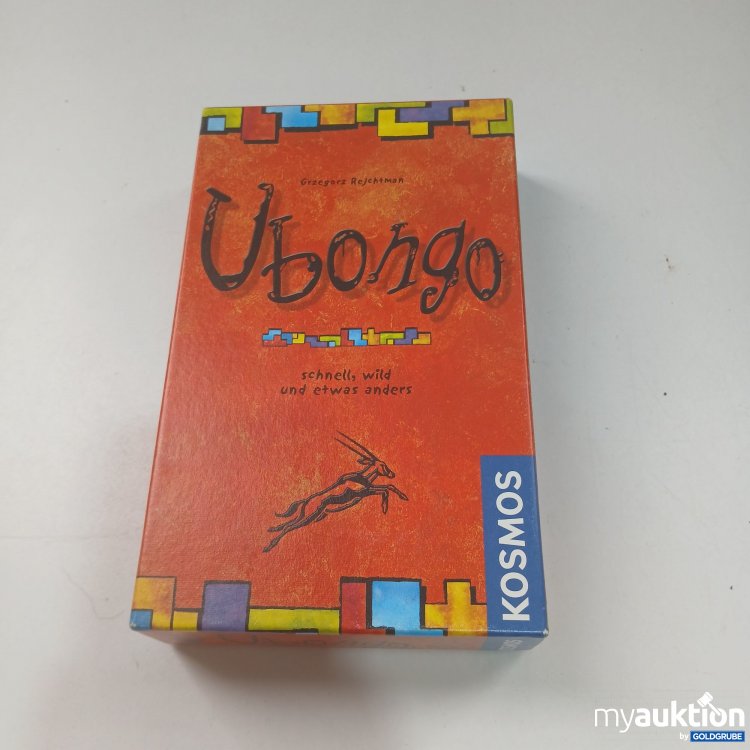 Grzegorz Rejchtman
Ubongo
schnell, wild
und etwas anders
KOSMOS
myauktion
by GOLDGRUBE